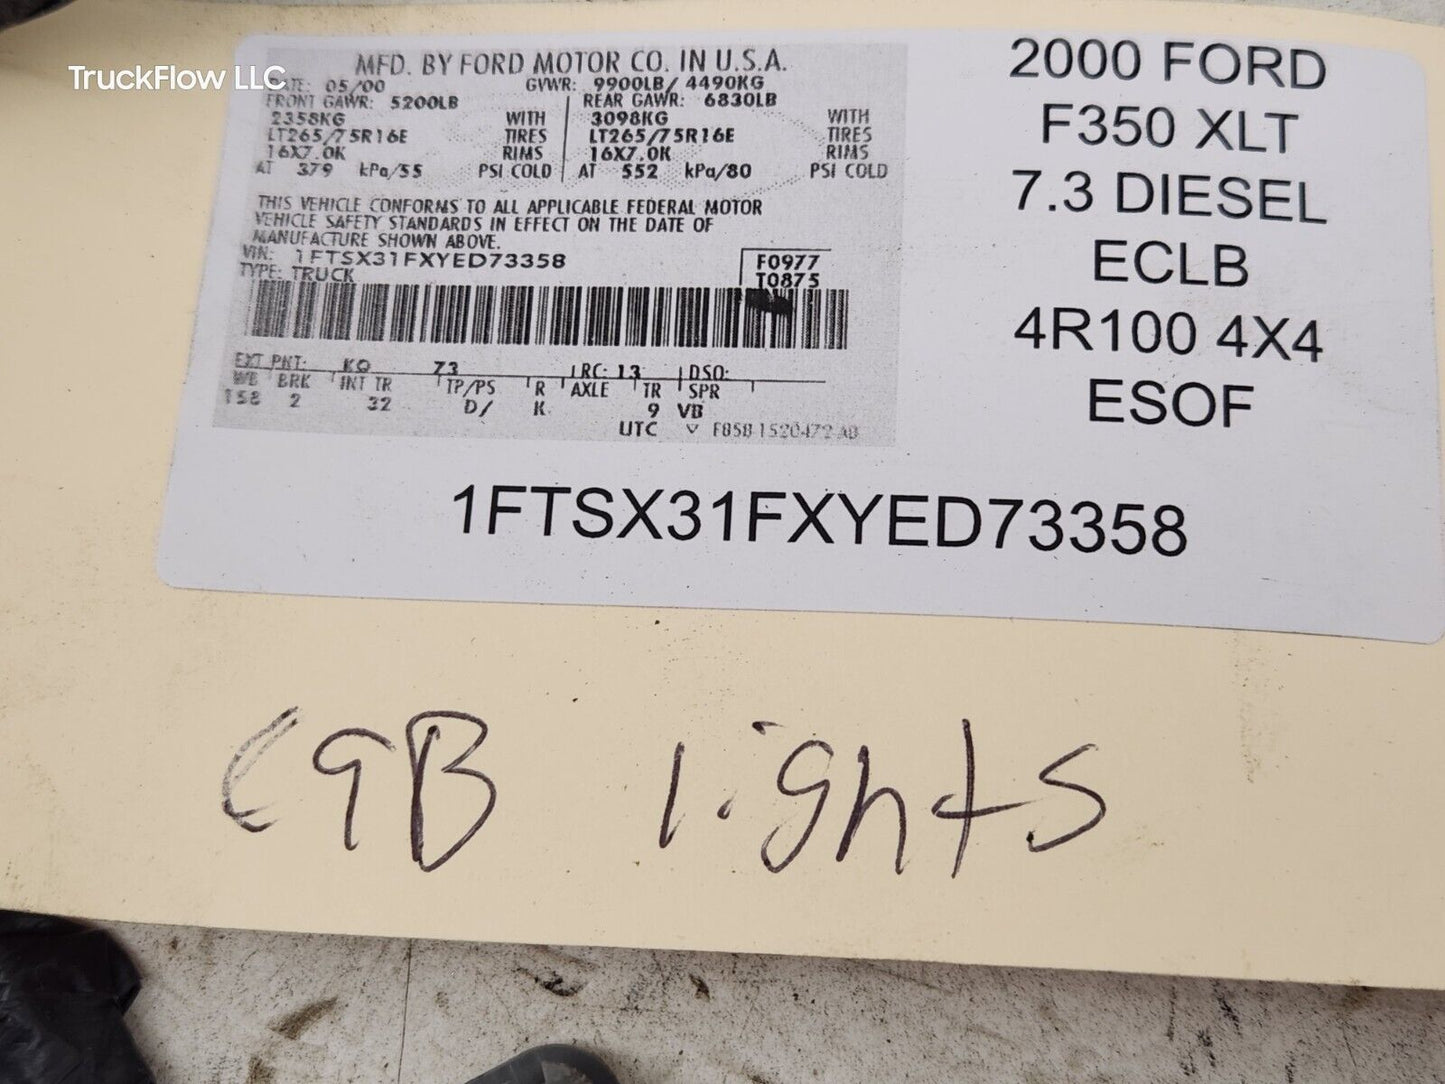 TruckFlow LLC
MFD. BY FORD MOTOR CO. IN U.S.A.
DATE: 05/00 GVWR: 9900LB/ 4490KG
FRONT GAWR: 5200LB REAR GAWR: 6830LB
2358KG WITH 3098KG WITH
LT265/75R16E TIRES LT265/75R16E TIRES
16X7.0K RIMS 16X7.0K RIMS
AT 379 kPa/55 PSI COLD AT 552 kPa/80 PSI COLD
THIS VEHICLE CONFORMS TO ALL APPLICABLE FEDERAL MOTOR
VEHICLE SAFETY STANDARDS IN EFFECT ON THE DATE OF
MANUFACTURE SHOWN ABOVE.
VIN: 1FTSX31FXYED73358 F0977
TYPE: TRUCK T0875
EXT PNT: 73 RC: 13 DSO:
WB BRK INT TR TP/PS R AXLE TR SPR
158 2 32 D/ K 9 VB
UTC F85B 1520472 AB
2000 FORD
F350 XLT
7.3 DIESEL
ECLB
4R100 4X4
ESOF
1FTSX31FXYED73358
CAB lights